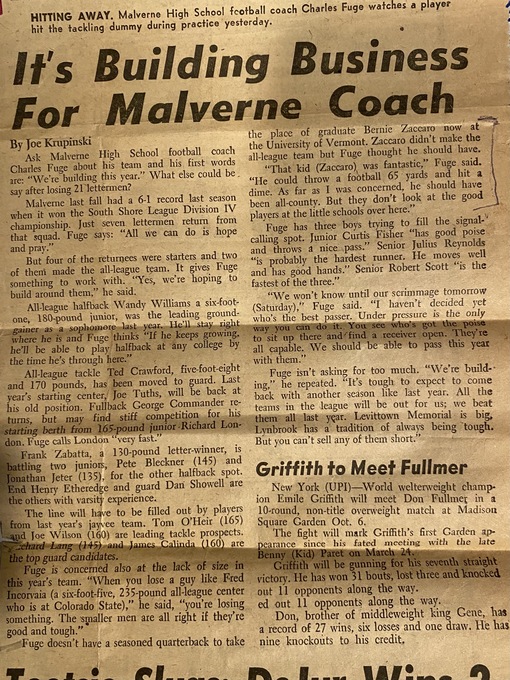 HITTING AWAY. Malverne High School football coach Charles Fuge watches a player
hit the tackling dummy during practice yesterday.
It's Building Business
For Malverne Coach
By Joe Krupinski
Ask Malverne High School football coach
Charles Fuge about his team and his first words
are: "We're building this year." What else could be
say after losing 21 lettermen?
Malverne last fall had a 6-1 record last season
when it won the South Shore League Division IV
championship. Just seven lettermen return from
that squad. Fuge says: "All we can do is hope
and pray."
But four of the returnees were starters and two
of them made the all-league team. It gives Fuge
something to work with. "Yes, we're hoping to
build around them," he said.
All-league halfback Wandy Williams a six-foot-
one, 180-pound junior, was the leading ground-
gainer as a sophomore last year. He'll stay right
where he is and Fuge thinks "If he keeps growing,
he'll be able to play halfback at any college by
the time he's through here."
All-league tackle Ted Crawford, five-foot-eight
and 170 pounds, has been moved to guard. Last
year's starting center, Joe Tuths, will be back at
his old position. Fullback George Commander re-
turns, but may find stiff competition for his
starting berth from 165-pound junior Richard Lon-
don. Fuge calls London "very fast."
Frank Zabatta, a 130-pound letter-winner, is
battling two juniors, Pete Bleckner (145) and
Jonathan Jeter (135), for the other halfback spot.
End Henry Etheredge and guard Dan Showell are
the others with varsity experience.
The line will have to be filled out by players
from last year's jayvee team. Tom O'Heir (165)
and Joe Wilson (160) are leading tackle prospects.
Richard Lang (145) and James Galinda (160) are
the top guard candidates.
Fuge is concerned also at the lack of size in
this year's team. "When you lose a guy like Fred
Incorvaia (a six-foot-five, 235-pound all-league center
who is at Colorado State)," he said, "you're losing
something. The smaller men are all right if they're
good and tough."
Fuge doesn't have a seasoned quarterback to take
the place of graduate Bernie Zaccaro now at
the University of Vermont. Zaccaro didn't make the
all-league team but Fuge thought he should have.
"That kid (Zaccaro) was fantastic," Fuge said.
"He could throw a football 65 yards and hit a
dime. As far as I was concerned, he should have
been all-county. But they don't look at the good
players at the little schools over here."
Fuge has three boys trying to fill the signal-
calling spot. Junior Curtis Fisher "has good poise
and throws a nice pass." Senior Julius Reynolds
"is probably the hardest runner. He moves well
and has good hands." Senior Robert Scott "is the
fastest of the three."
"We won't know until our scrimmage tomorrow
(Saturday)," Fuge said. "I haven't decided yet
who's the best passer. Under pressure is the only
way you can do it. You see who's got the poise
to sit up there and find a receiver open. They're
all capable. We should be able to pass this year
with them."
Fuge isn't asking for too much. "We're build-
ing," he repeated. "It's tough to expect to come
back with another season like last year. All the
teams in the league will be out for us; we beat
them all last year. Levittown Memorial is big,
Lynbrook has a tradition of always being tough.
But you can't sell any of them short."
Griffith to Meet Fullmer
New York (UPI)—World welterweight champ-
ion Emile Griffith will meet Don Fullmer in a
10-round, non-title overweight match at Madison
Square Garden Oct. 6.
The fight will mark Griffith's first Garden ap-
pearance since his fated meeting with the late
Benny (Kid) Paret on March 24.
Griffith will be gunning for his seventh straight
victory. He has won 31 bouts, lost three and knocked
out 11 opponents along the way.
ed out 11 opponents along the way.
Don, brother of middleweight king Gene, has
a record of 27 wins, six losses and one draw. He has
nine knockouts to his credit.